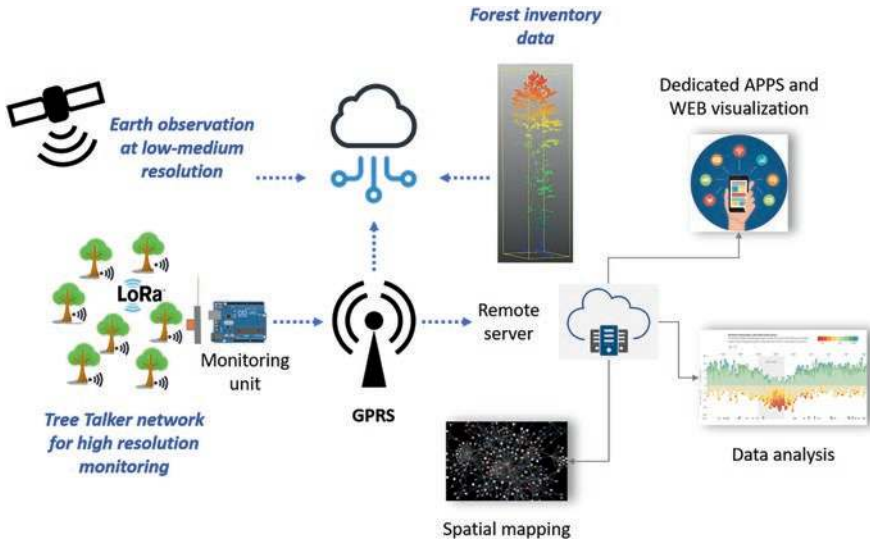 Forest inventory
data
Dedicated APPS and
WEB visualization
Earth observation
at low-medium
resolution
LoRa
Remote
server
Monitoring
unit
GPRS
Tree Talker network
for high resolution
monitoring
Data analysis
Spatial mapping